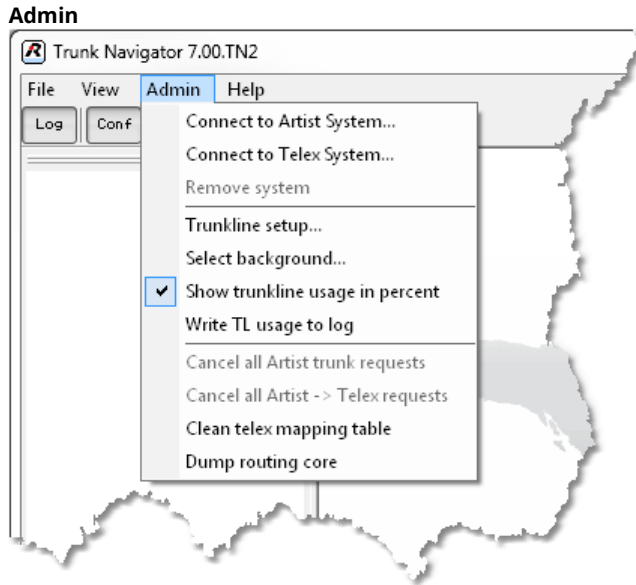 Admin
Trunk Navigator 7.00.TN2
File View Admin Help
Log Conf
Connect to Artist System...
Connect to Telex System...
Remove system
Trunkline setup...
Select background...
Show trunkline usage in percent
Write TL usage to log
Cancel all Artist trunk requests
Cancel all Artist -> Telex requests
Clean telex mapping table
Dump routing core